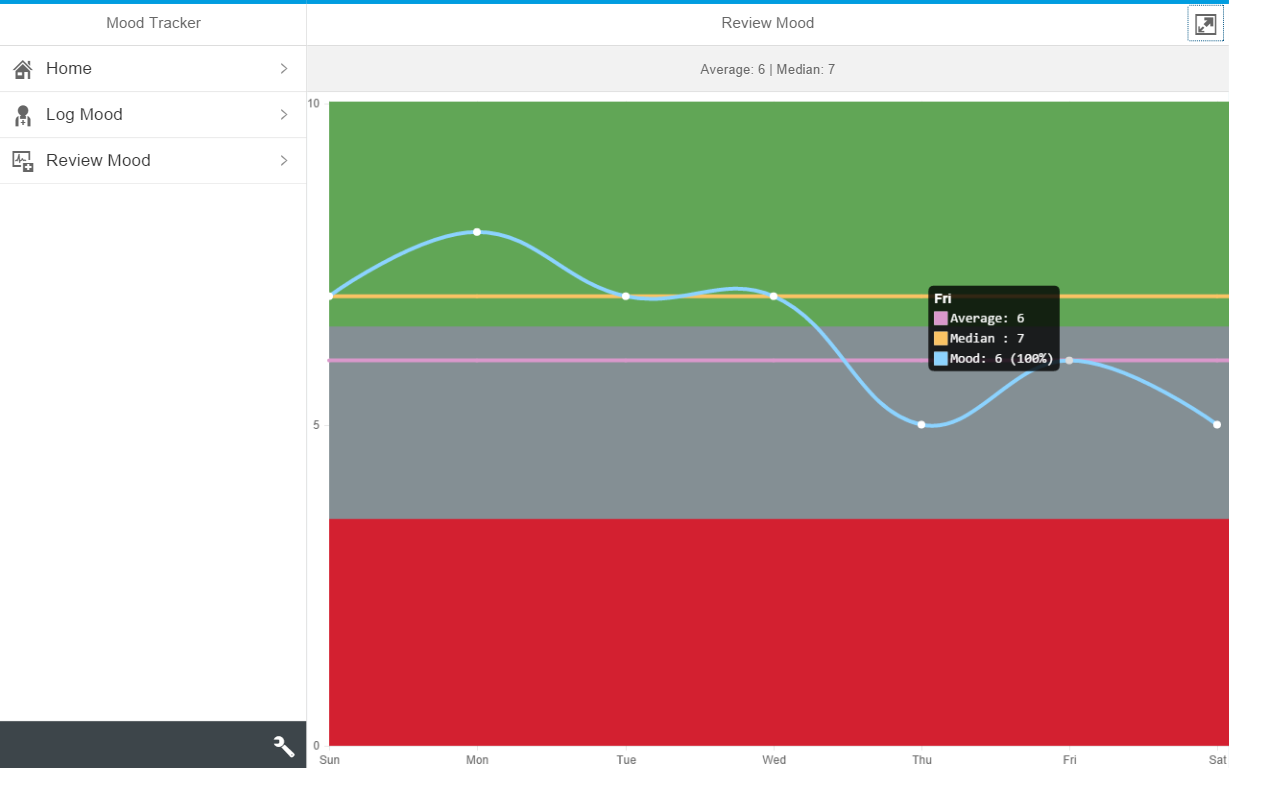 Mood Tracker
Review Mood
Home
Log Mood
Review Mood
Average: 6 | Median: 7
10
5
0
Fri
Average: 6
Median : 7
Mood: 6 (100%)
Sun Mon Tue Wed Thu Fri Sat